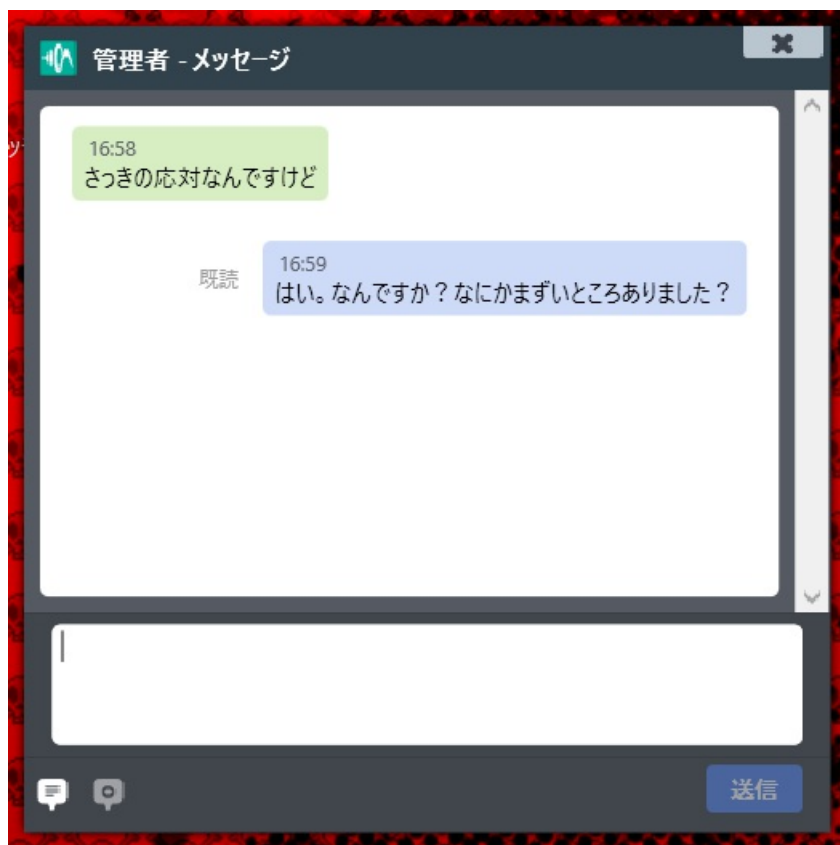 管理者 - メッセージ
16:58
さっきの応対なんですけど
既読
16:59
はい。なんですか？なにかまずいところありました？
送信